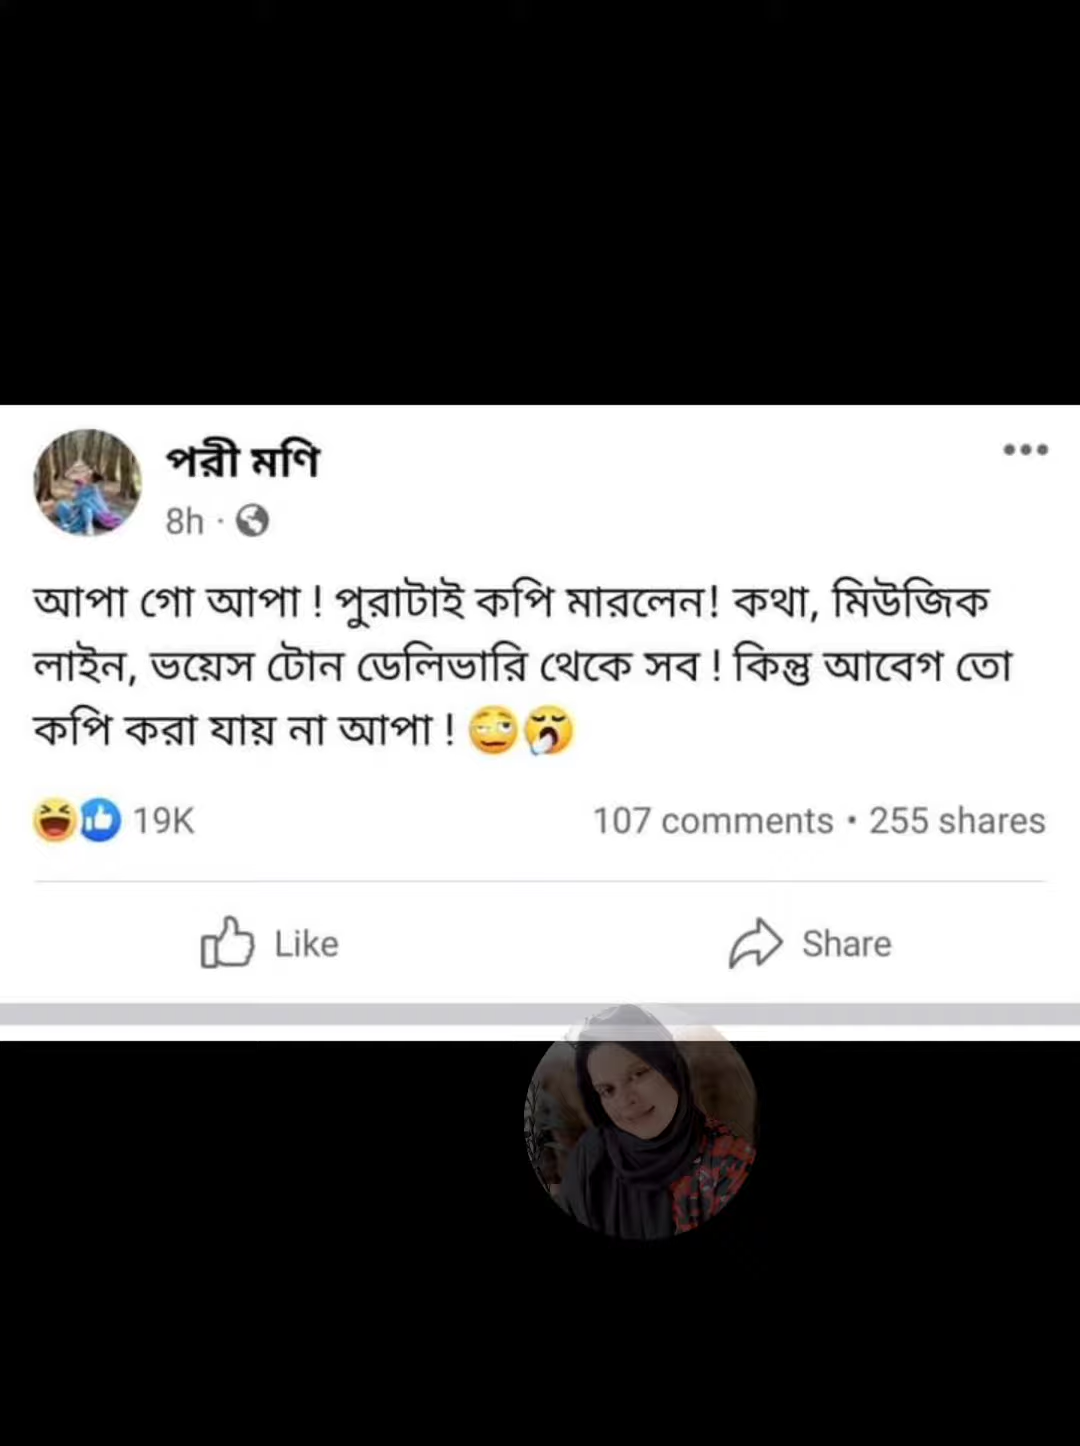 পরী মণি
8h ·
আপা গো আপা ! পুরাটাই কপি মারলেন! কথা, মিউজিক
লাইন, ভয়েস টোন ডেলিভারি থেকে সব ! কিন্তু আবেগ তো
কপি করা যায় না আপা ! 🥴🥱
19K
107 comments • 255 shares
Like
Share